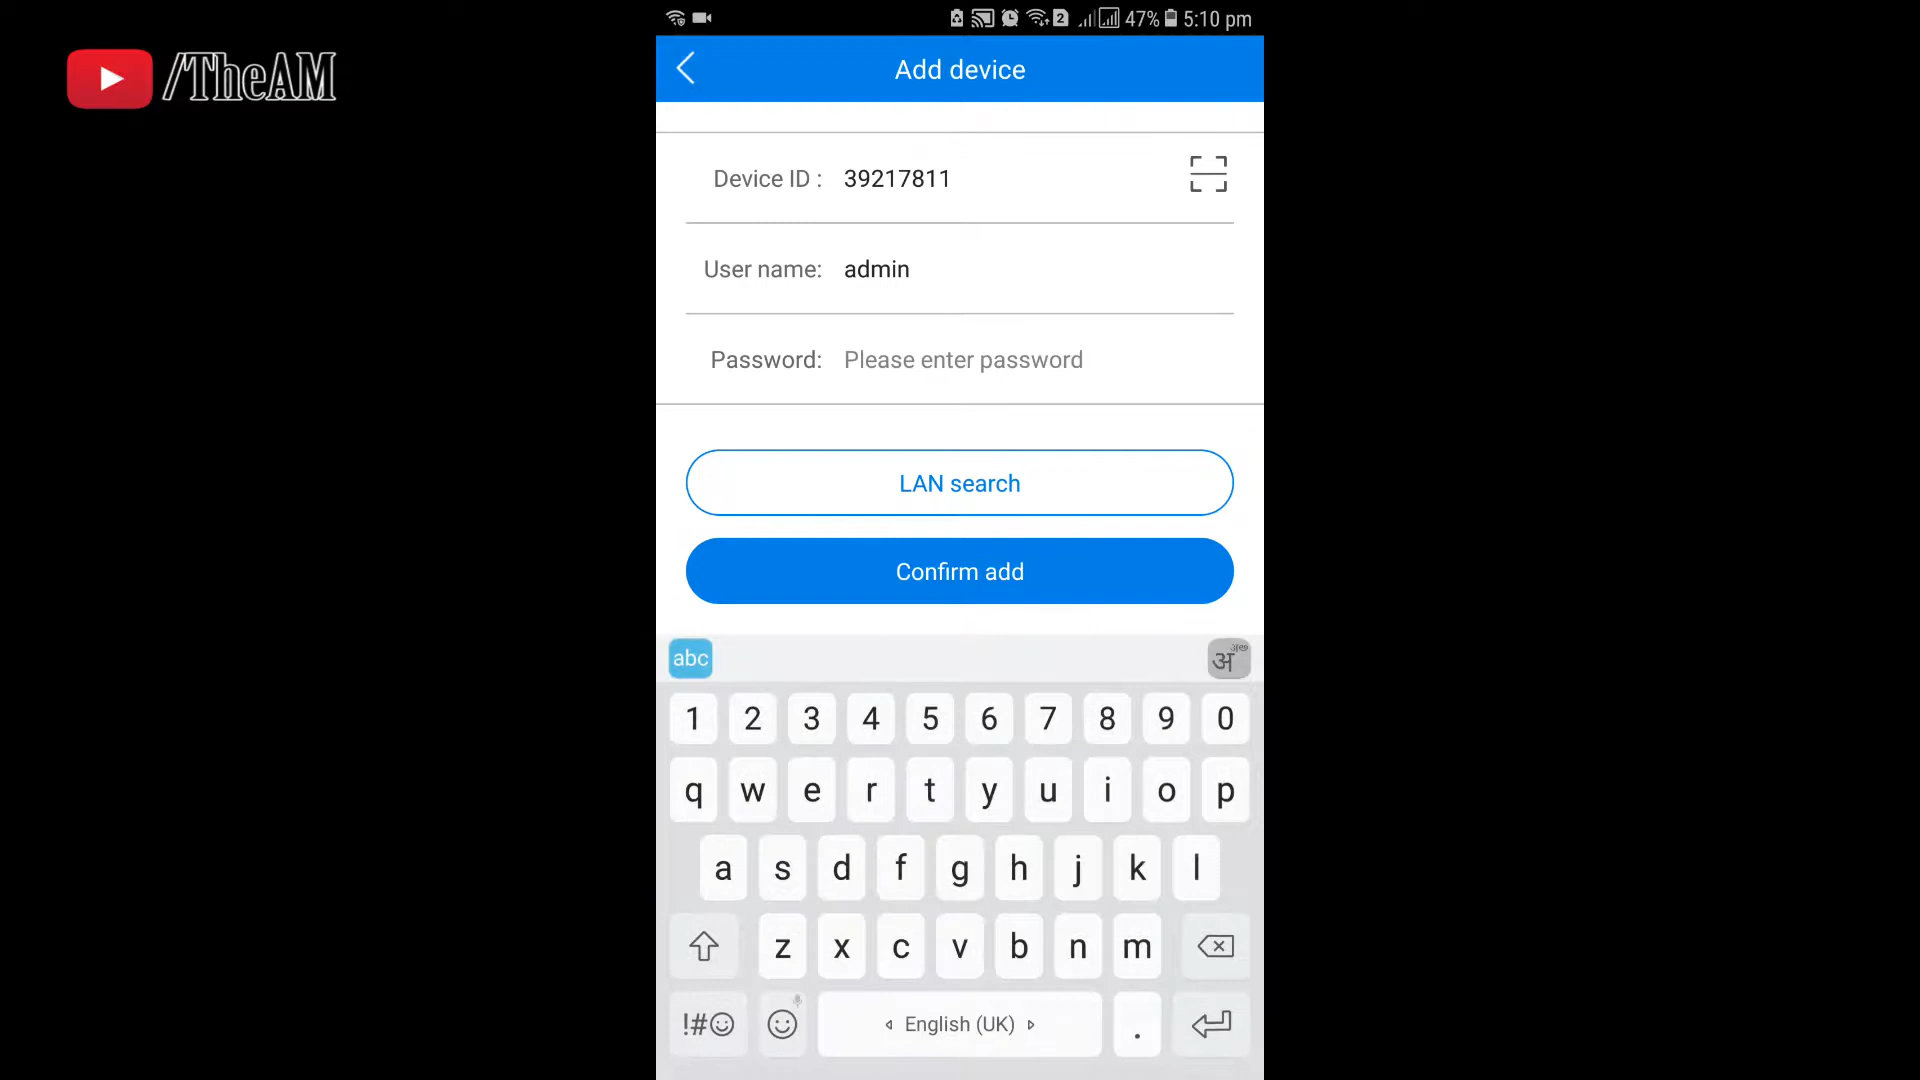 /TheAM
2 47% 5:10 pm
Add device
Device ID : 39217811
User name: admin
Password: Please enter password
LAN search
Confirm add
abc अ
1 2 3 4 5 6 7 8 9 0
q w e r t y u i o p
a s d f g h j k l
z x c v b n m
!# English (UK) .